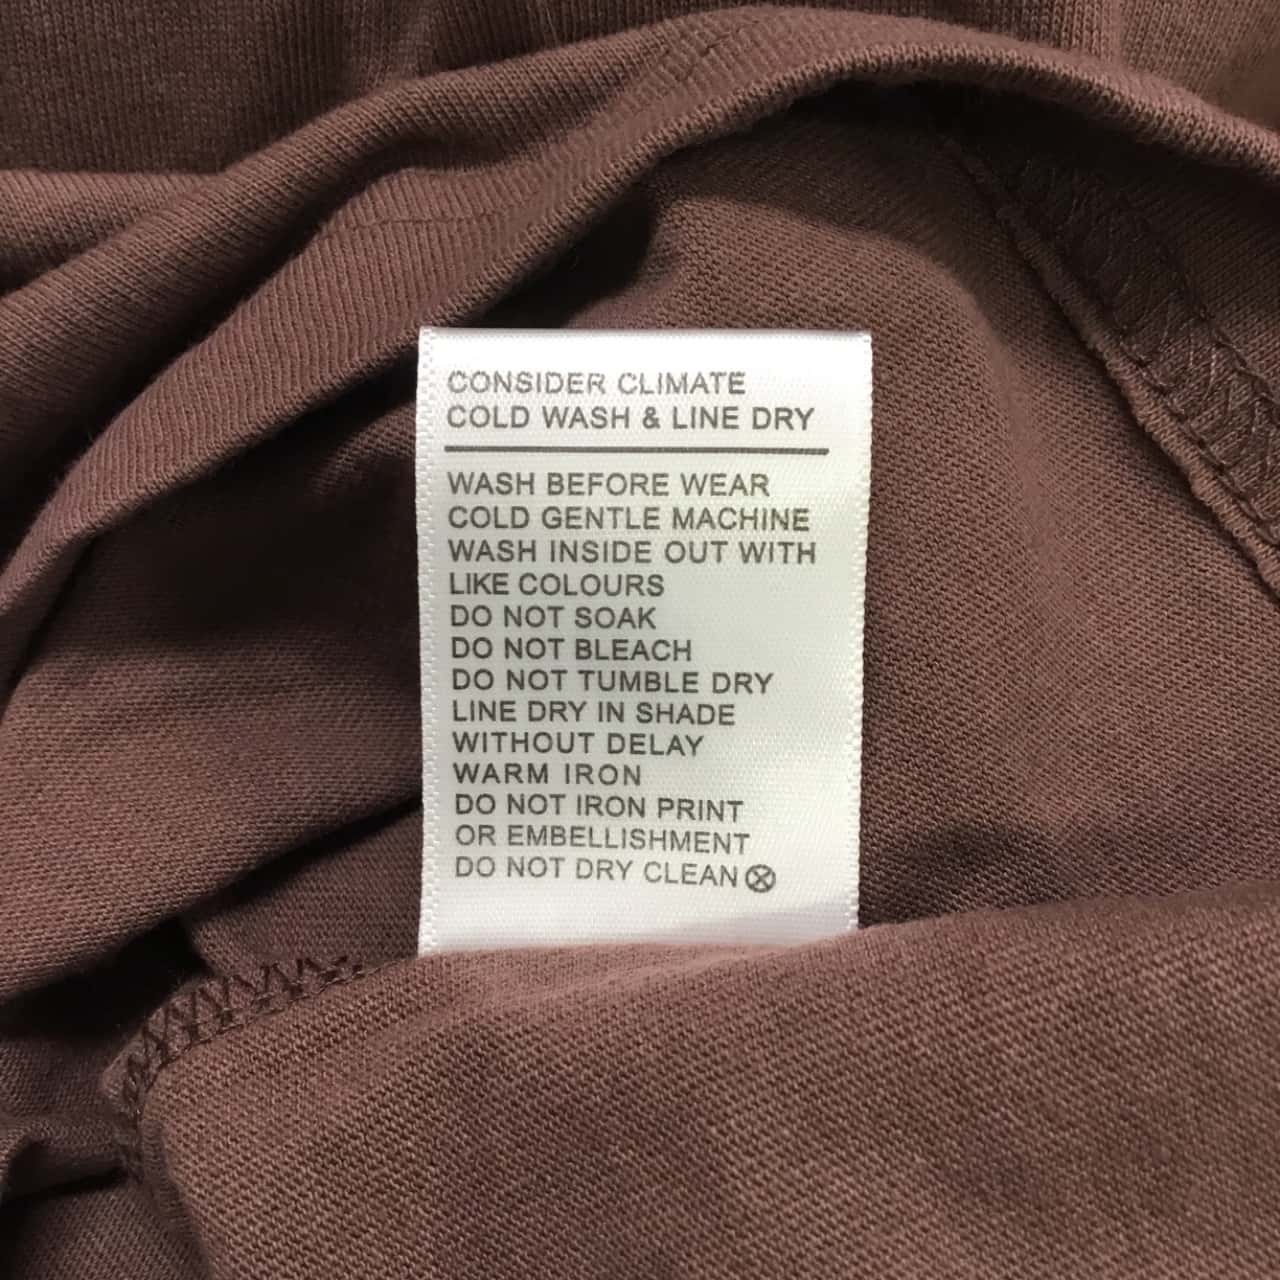 CONSIDER CLIMATE
COLD WASH & LINE DRY
WASH BEFORE WEAR
COLD GENTLE MACHINE
WASH INSIDE OUT WITH
LIKE COLOURS
DO NOT SOAK
DO NOT BLEACH
DO NOT TUMBLE DRY
LINE DRY IN SHADE
WITHOUT DELAY
WARM IRON
DO NOT IRON PRINT
OR EMBELLISHMENT
DO NOT DRY CLEAN